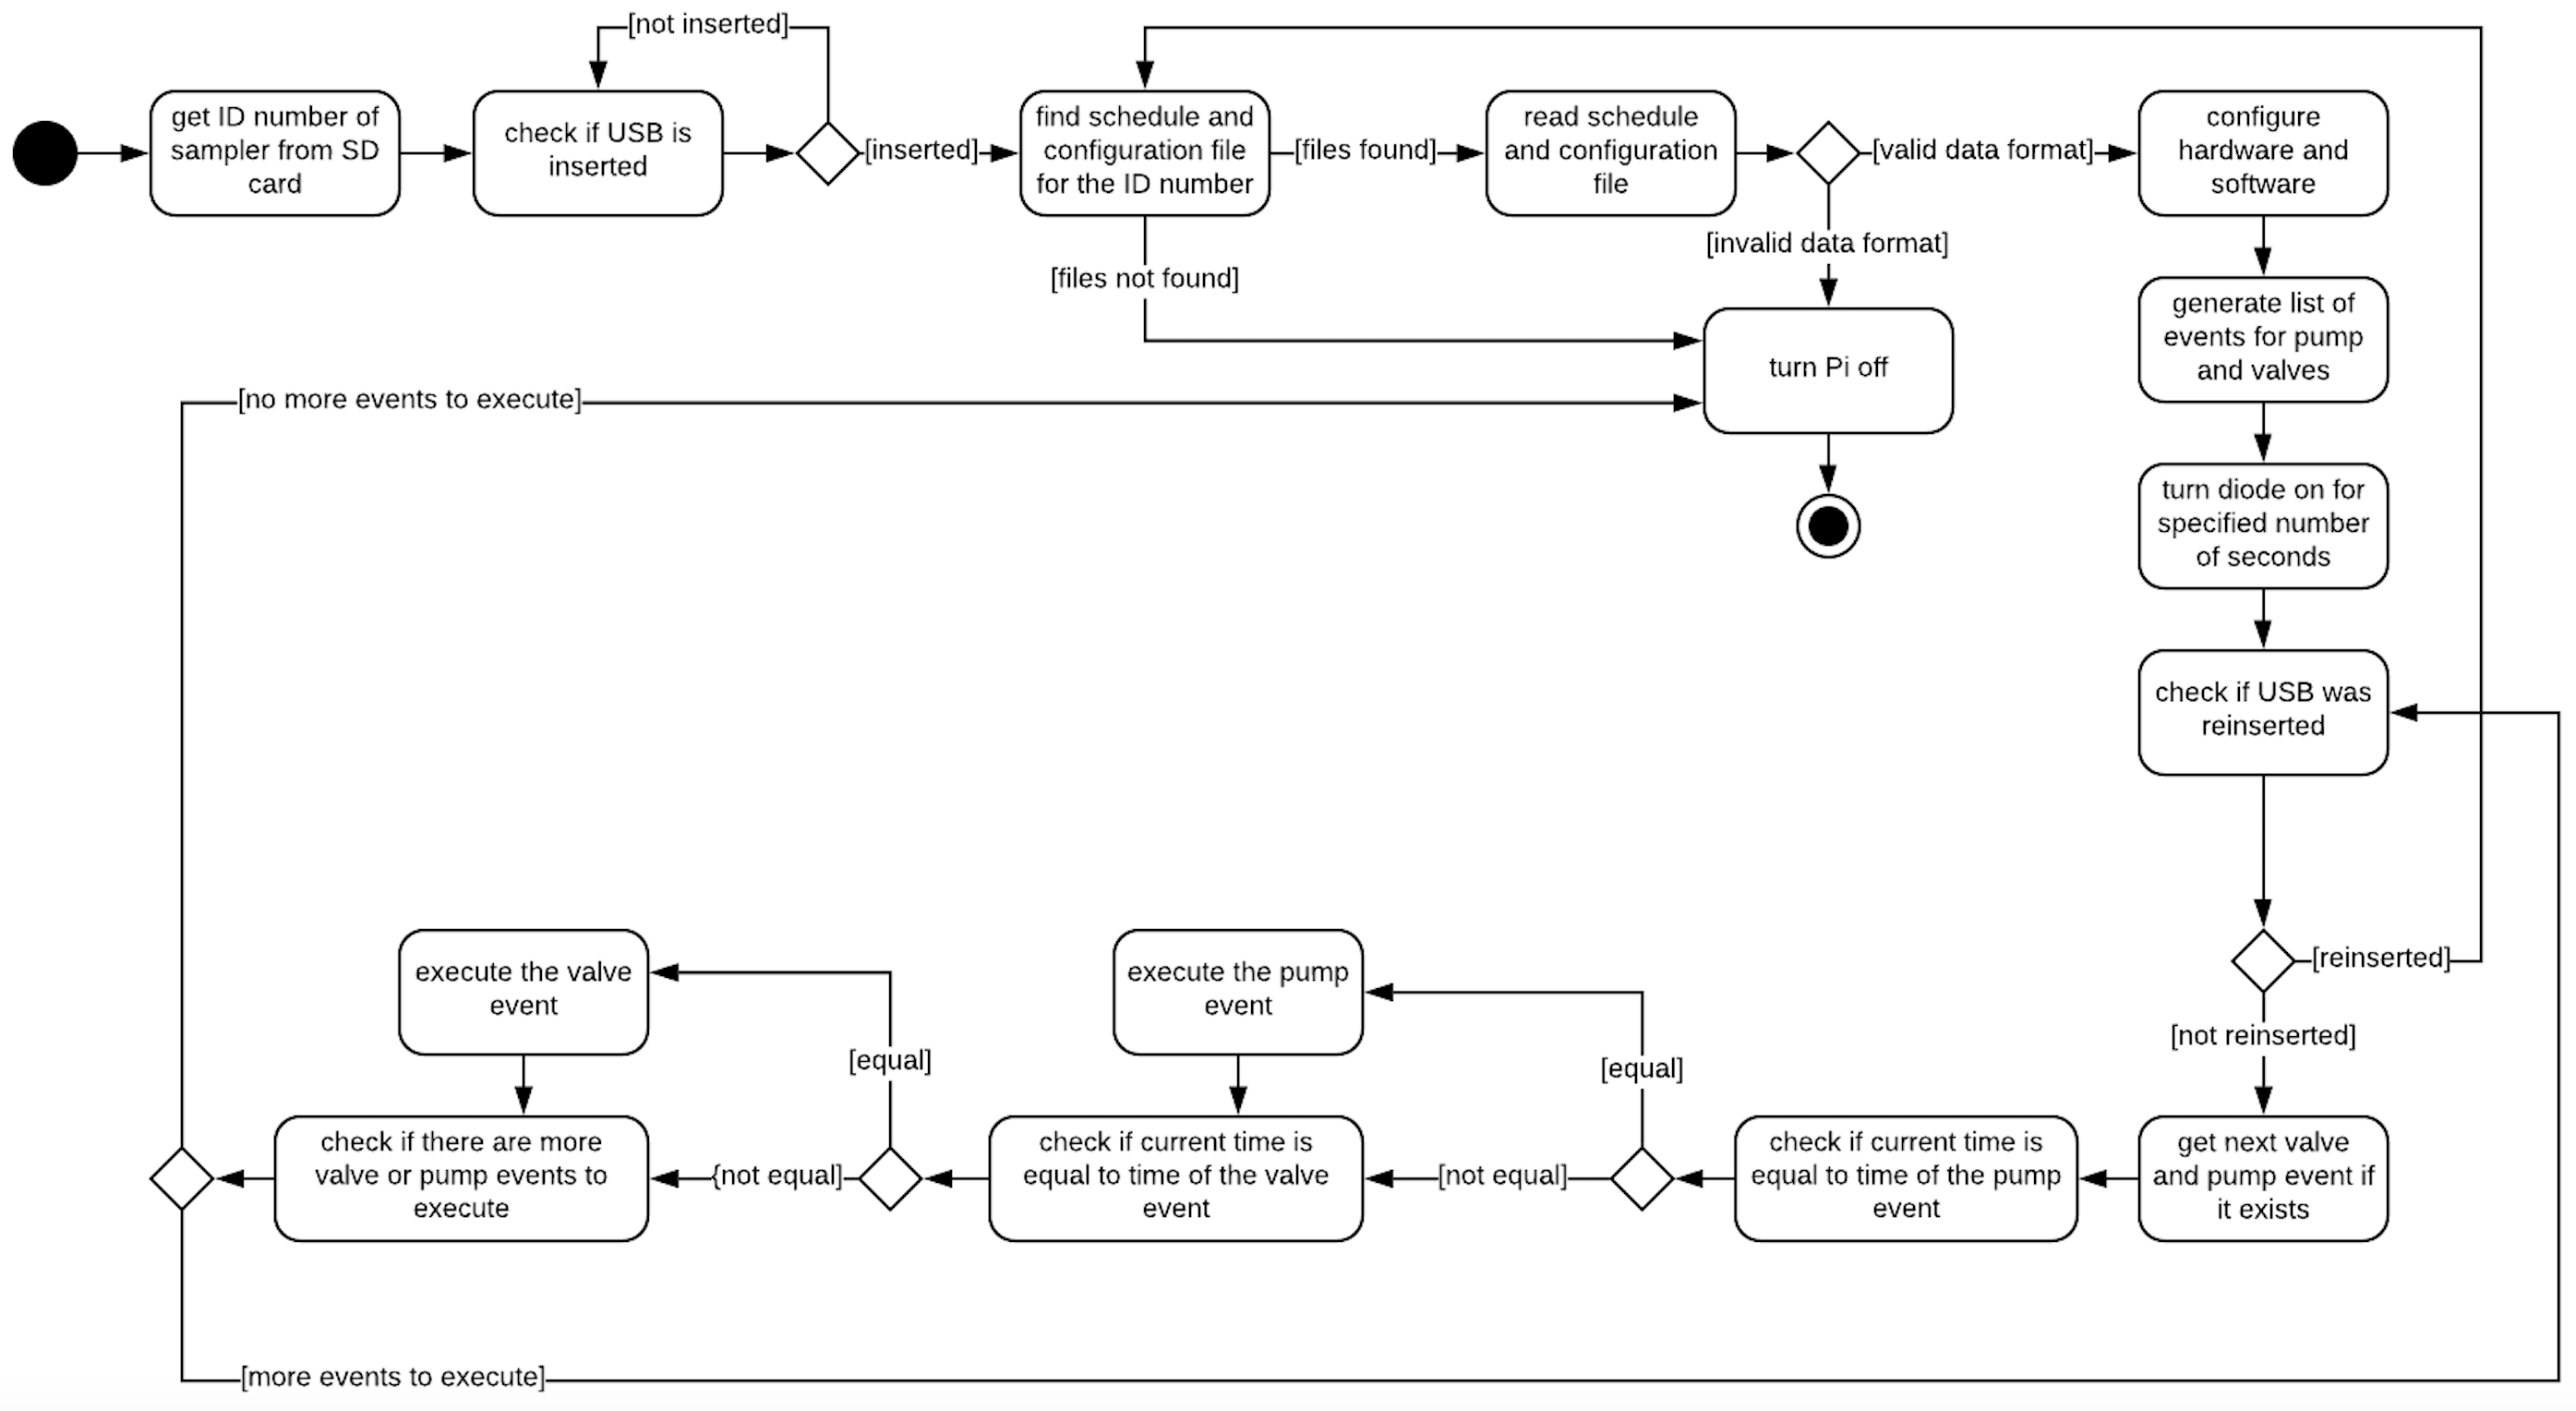 [not inserted]
get ID number of
sampler from SD
card
check if USB is
inserted
[inserted]
find schedule and
configuration file
for the ID number
[files found]
read schedule
and configuration
file
[valid data format]
configure
hardware and
software
[invalid data format]
[files not found]
generate list of
events for pump
and valves
turn Pi off
[no more events to execute]
turn diode on for
specified number
of seconds
check if USB was
reinserted
[reinserted]
[not reinserted]
execute the valve
event
[equal]
execute the pump
event
[equal]
check if there are more
valve or pump events to
execute
{not equal]
check if current time is
equal to time of the valve
event
[not equal]
check if current time is
equal to time of the pump
event
get next valve
and pump event if
it exists
[more events to execute]